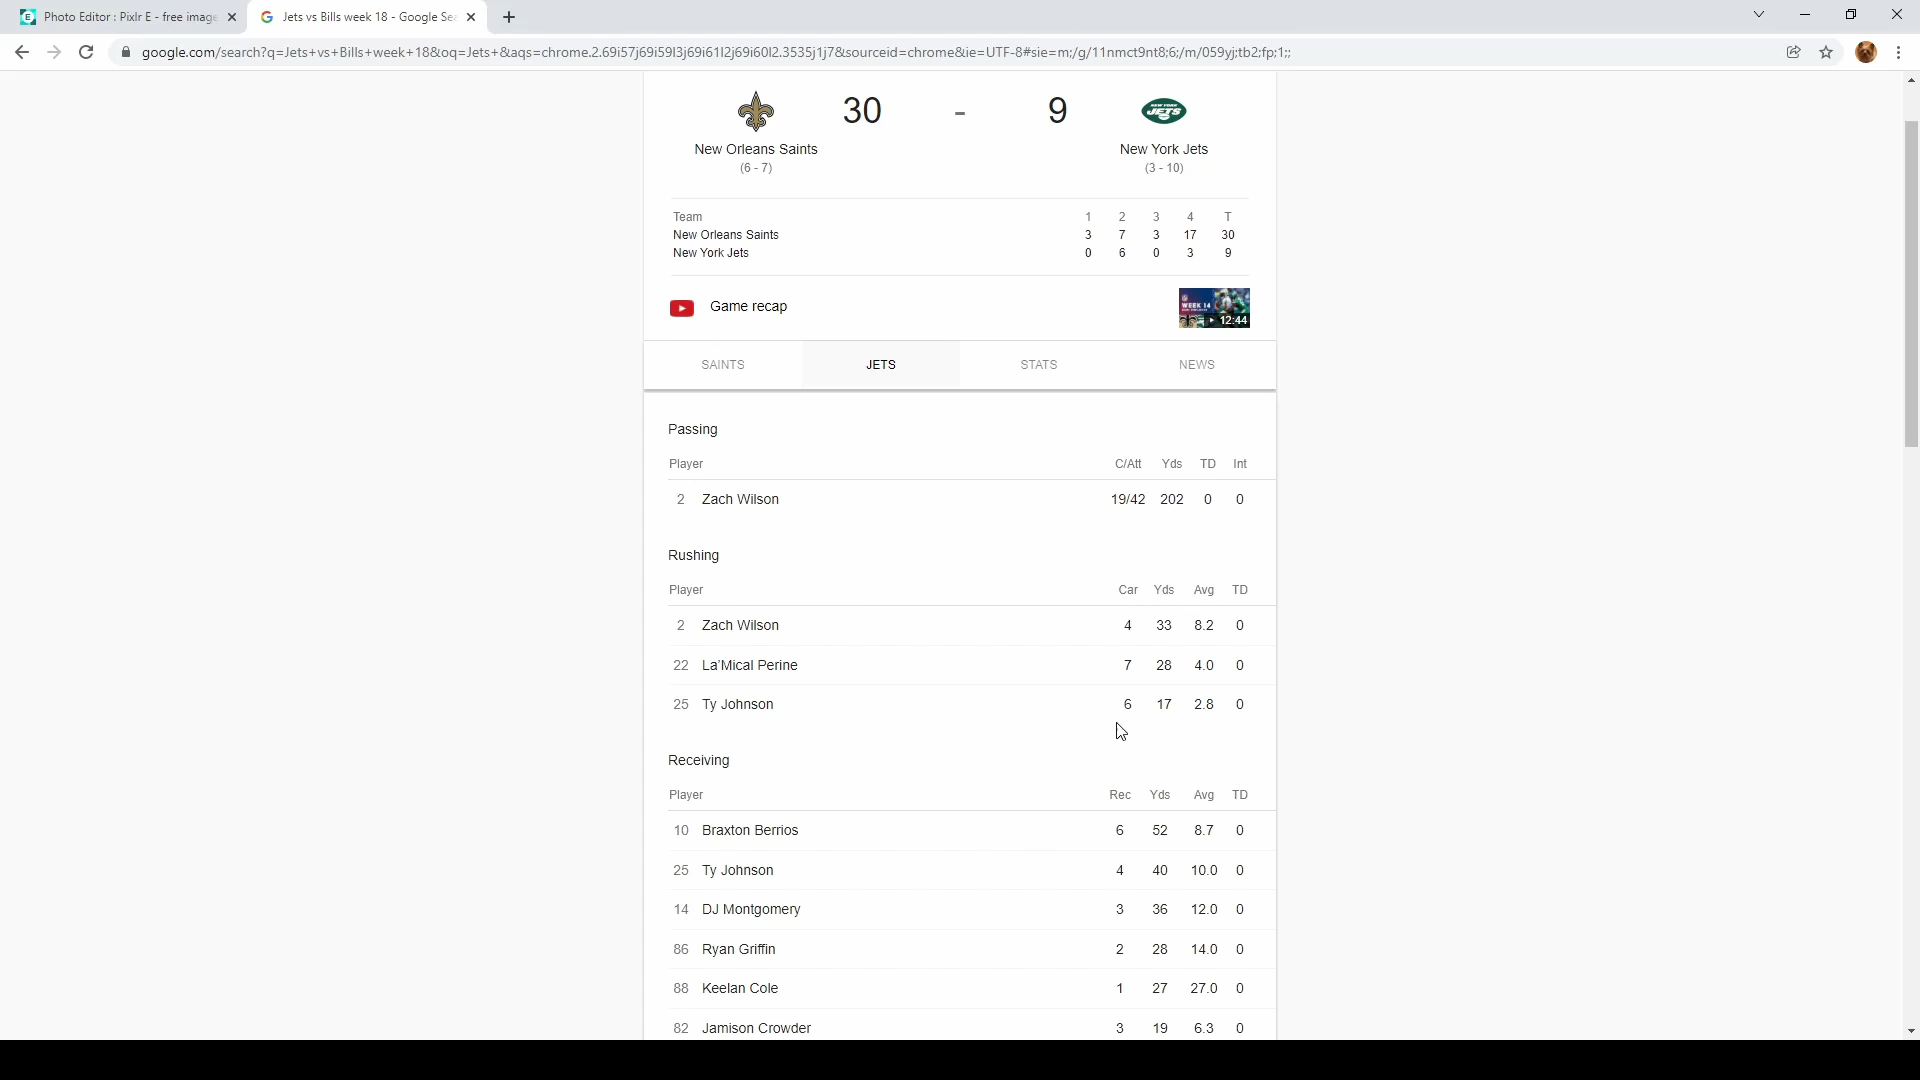 Photo Editor : Pixlr E - free image
Jets vs Bills week 18 - Google Sea
google.com/search?q=Jets+vs+Bills+week+18&oq=Jets+&aqs=chrome.2.69i57j69i59l3j69i61l2j69i60l2.3535j1j7&sourceid=chrome&ie=UTF-8#sie=m;/g/11nmct9nt8;6;/m/059yj;tb2;fp;1;;
30 - 9
NEW YORK JETS
New Orleans Saints New York Jets
(6 - 7) (3 - 10)
Team 1 2 3 4 T
New Orleans Saints 3 7 3 17 30
New York Jets 0 6 0 3 9
Game recap
WEEK 14
12:44
SAINTS JETS STATS NEWS
Passing
Player C/Att Yds TD Int
2 Zach Wilson 19/42 202 0 0
Rushing
Player Car Yds Avg TD
2 Zach Wilson 4 33 8.2 0
22 La'Mical Perine 7 28 4.0 0
25 Ty Johnson 6 17 2.8 0
Receiving
Player Rec Yds Avg TD
10 Braxton Berrios 6 52 8.7 0
25 Ty Johnson 4 40 10.0 0
14 DJ Montgomery 3 36 12.0 0
86 Ryan Griffin 2 28 14.0 0
88 Keelan Cole 1 27 27.0 0
82 Jamison Crowder 3 19 6.3 0